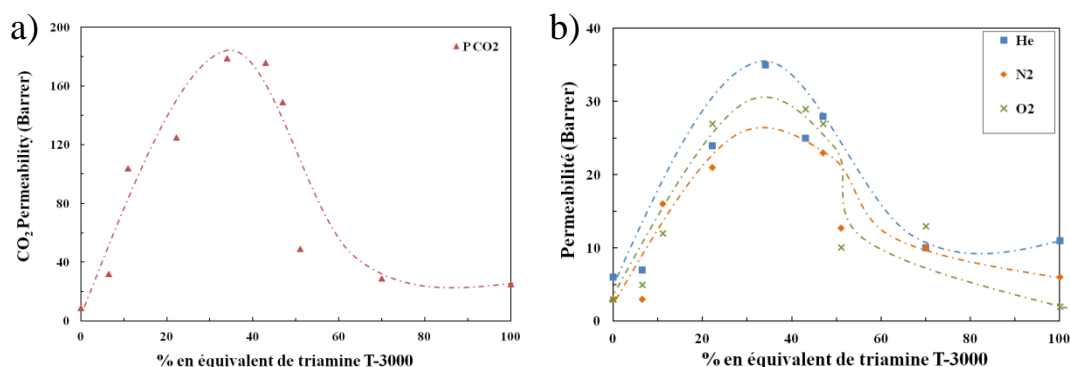 a)
180
160
120
80
40
0
CO2 Permeability (Barrer)
P CO2
0 20 40 60 80 100
% en équivalent de triamine T-3000
b)
40
30
20
10
0
Permeabilité (Barrer)
He
N2
O2
0 20 40 60 80 100
% en équivalent de triamine T-3000